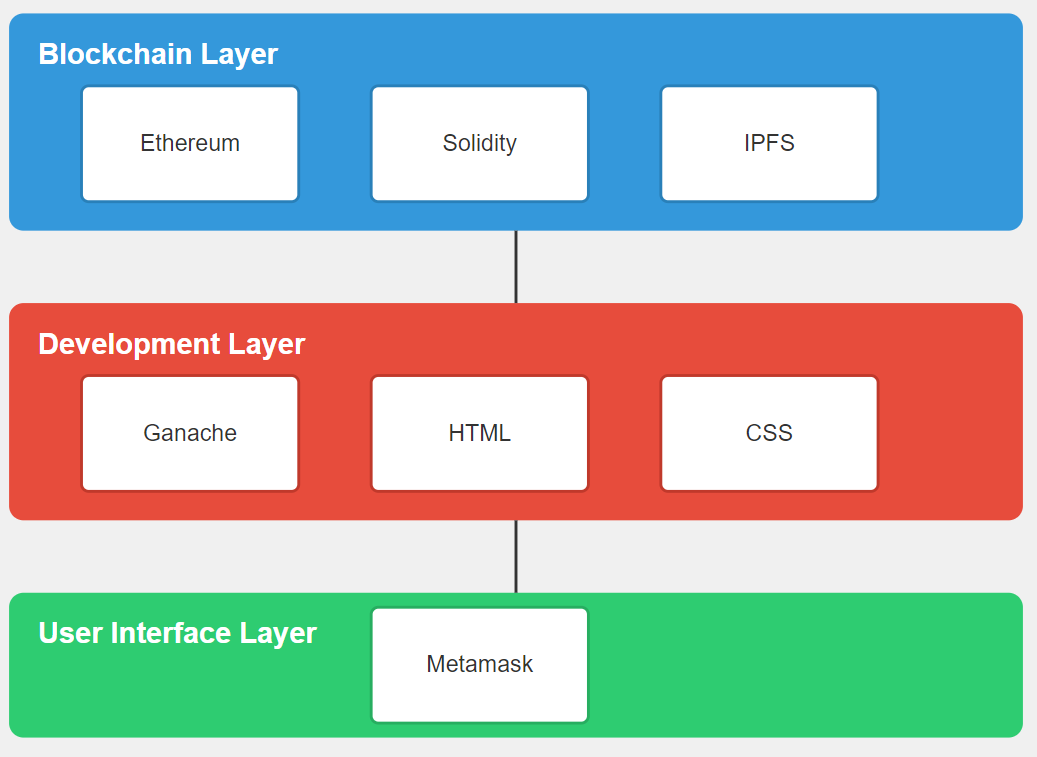 Blockchain Layer
Ethereum
Solidity
IPFS
Development Layer
Ganache
HTML
CSS
User Interface Layer
Metamask